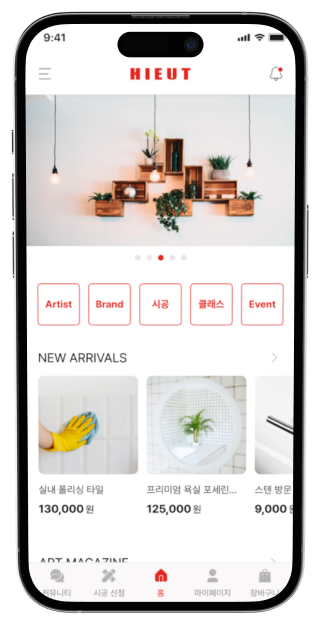 9:41
HIEUT
Artist
Brand
시공
클래스
Event
NEW ARRIVALS
실내 폴리싱 타일
프리미엄 욕실 포세린...
스텐 방문
130,000 원
125,000 원
9,000
ART MAGAZINE
커뮤니티
시공 신청
홈
마이페이지
장바구니